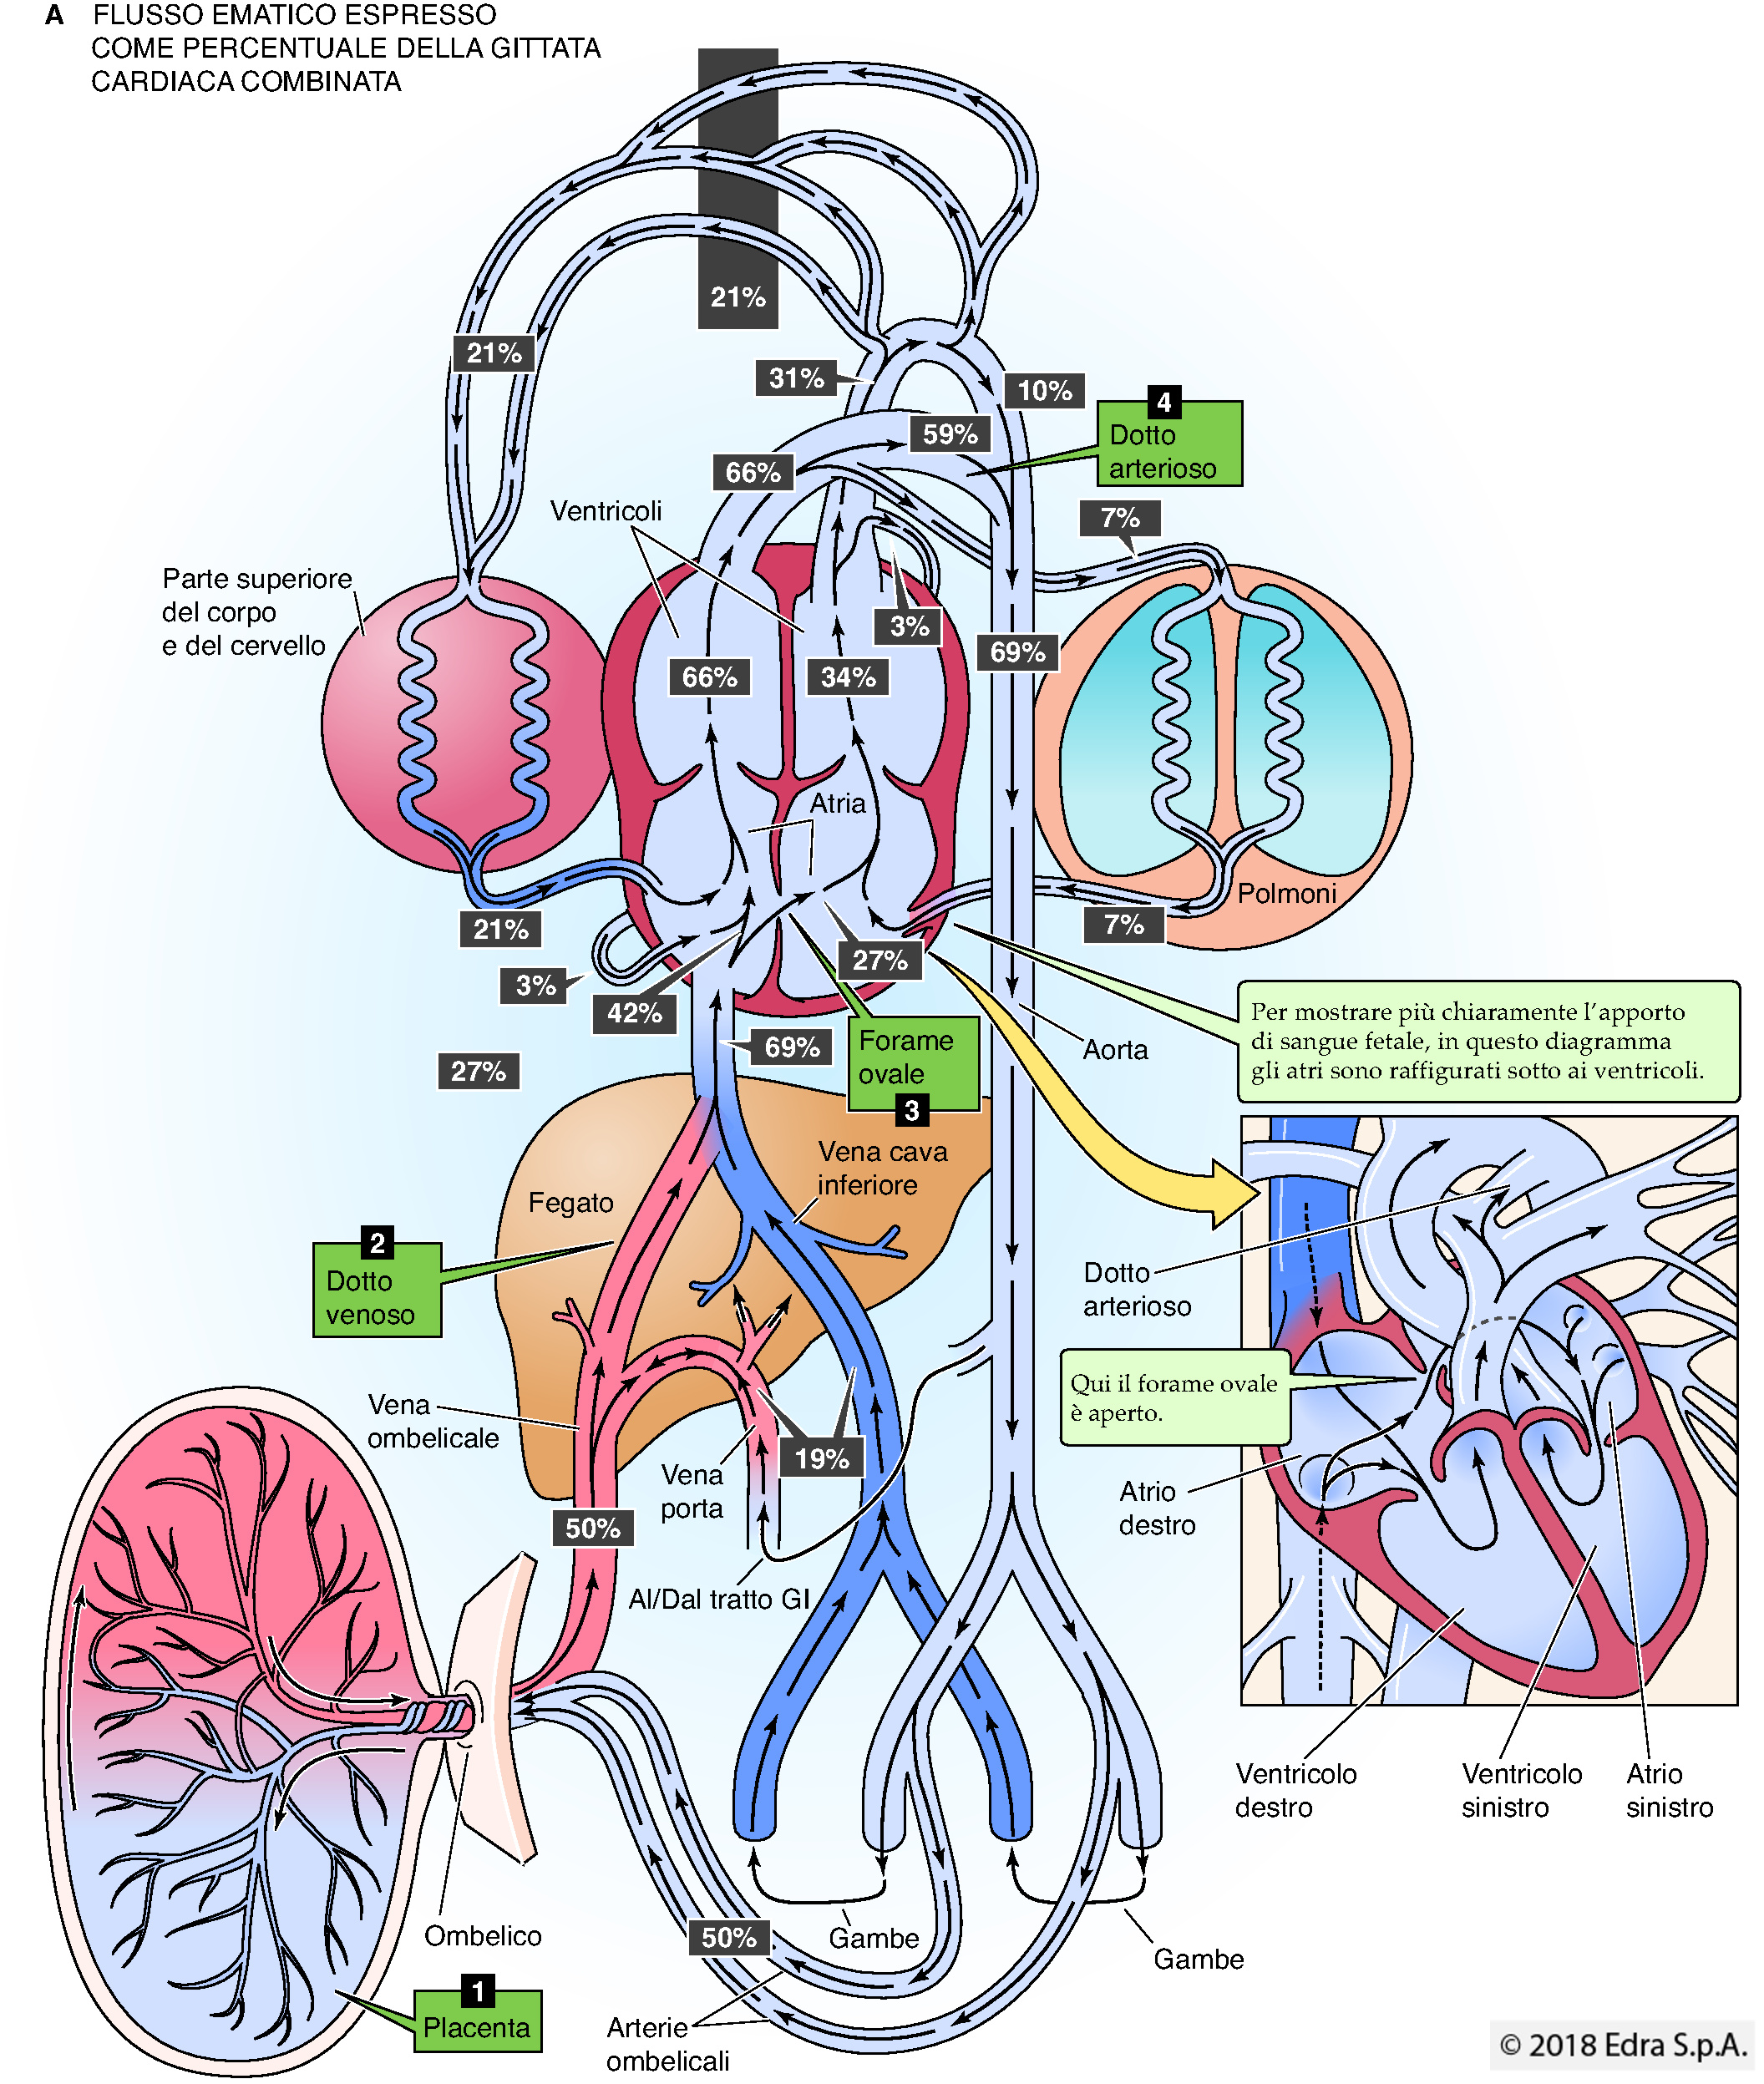 A FLUSSO EMATICO ESPRESSO
COME PERCENTUALE DELLA GITTATA
CARDIACA COMBINATA
21%
21%
31%
10%
4
Dotto
arterioso
59%
66%
Ventricoli
7%
Parte superiore
del corpo
e del cervello
3%
69%
66%
34%
Atria
Polmoni
21%
7%
27%
3%
42%
69%
Forame
ovale
3
27%
Aorta
Per mostrare più chiaramente l'apporto
di sangue fetale, in questo diagramma
gli atri sono raffigurati sotto ai ventricoli.
Vena cava
inferiore
Fegato
2
Dotto
venoso
Dotto
arterioso
Qui il forame ovale
è aperto.
Vena
ombelicale
19%
Vena
porta
Atrio
destro
50%
Al/Dal tratto GI
Ventricolo
destro
Ventricolo
sinistro
Atrio
sinistro
Ombelico
50%
Gambe
Gambe
1
Placenta
Arterie
ombelicali
© 2018 Edra S.p.A.